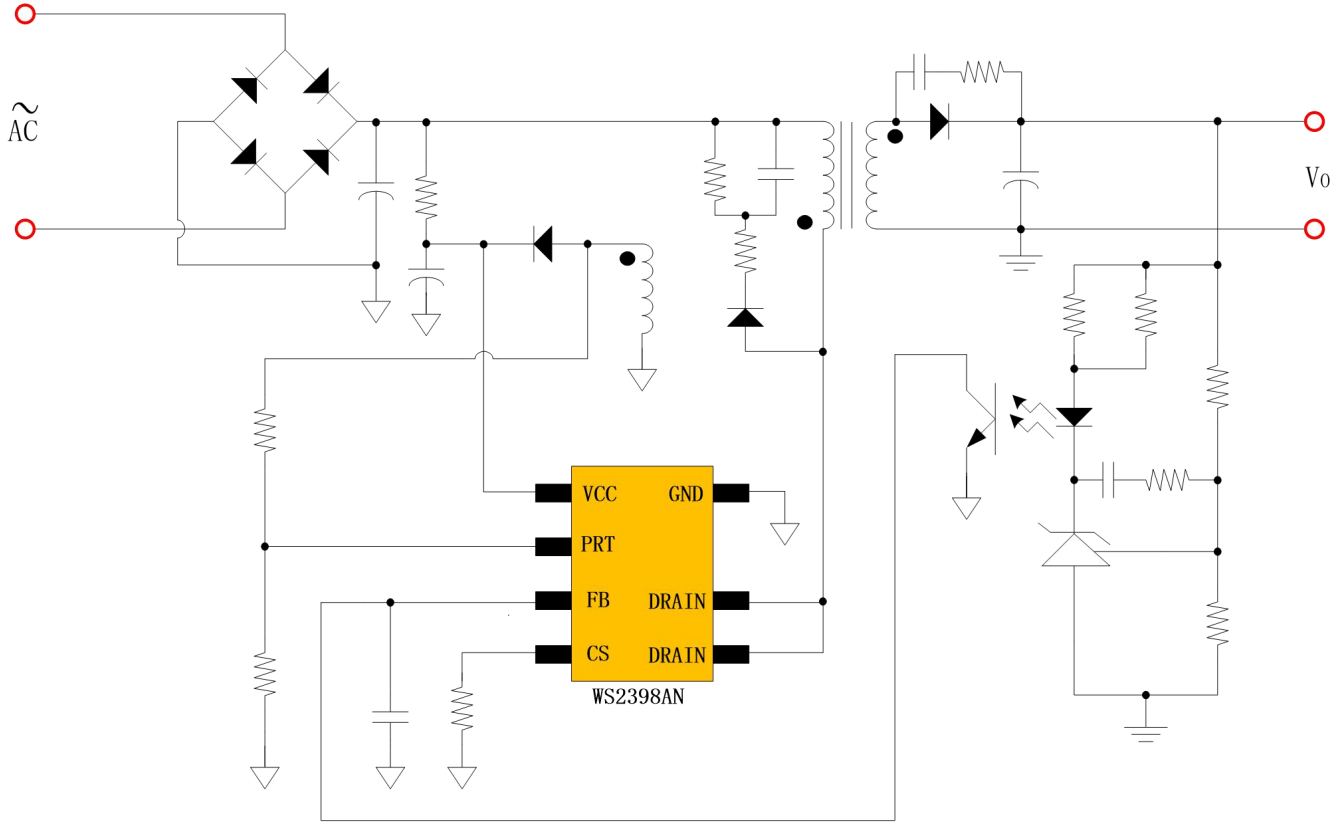 ~
AC
Vo
VCC GND
PRT
FB DRAIN
CS DRAIN
WS2398AN